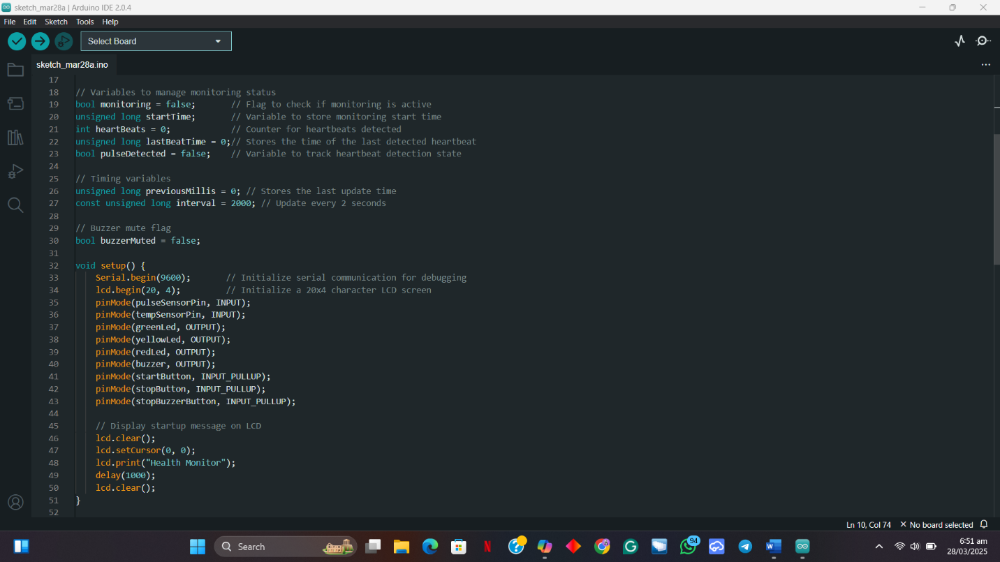 sketch_mar28a | Arduino IDE 2.0.4
File Edit Sketch Tools Help
Select Board
sketch_mar28a.ino
17
18 // Variables to manage monitoring status
19 bool monitoring = false; // Flag to check if monitoring is active
20 unsigned long startTime; // Variable to store monitoring start time
21 int heartBeats = 0; // Counter for heartbeats detected
22 unsigned long lastBeatTime = 0;// Stores the time of the last detected heartbeat
23 bool pulseDetected = false; // Variable to track heartbeat detection state
24
25 // Timing variables
26 unsigned long previousMillis = 0; // Stores the last update time
27 const unsigned long interval = 2000; // Update every 2 seconds
28
29 // Buzzer mute flag
30 bool buzzerMuted = false;
31
32 void setup() {
33 Serial.begin(9600); // Initialize serial communication for debugging
34 lcd.begin(20, 4); // Initialize a 20x4 character LCD screen
35 pinMode(pulseSensorPin, INPUT);
36 pinMode(tempSensorPin, INPUT);
37 pinMode(greenLed, OUTPUT);
38 pinMode(yellowLed, OUTPUT);
39 pinMode(redLed, OUTPUT);
40 pinMode(buzzer, OUTPUT);
41 pinMode(startButton, INPUT_PULLUP);
42 pinMode(stopButton, INPUT_PULLUP);
43 pinMode(stopBuzzerButton, INPUT_PULLUP);
44
45 // Display startup message on LCD
46 lcd.clear();
47 lcd.setCursor(0, 0);
48 lcd.print("Health Monitor");
49 delay(1000);
50 lcd.clear();
51 }
52
Ln 10, Col 74 × No board selected
Search
94
6:51 am
28/03/2025